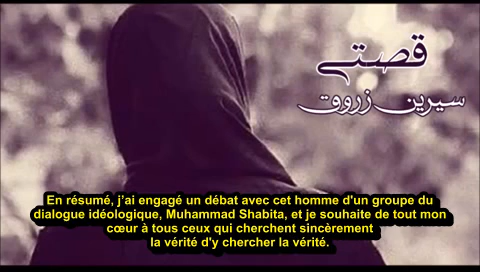 قصتي
سيرين زروق
En résumé, j'ai engagé un débat avec cet homme d'un groupe du
dialogue idéologique, Muhammad Shabita, et je souhaite de tout mon
cœur à tous ceux qui cherchent sincèrement
la vérité d'y chercher la vérité.